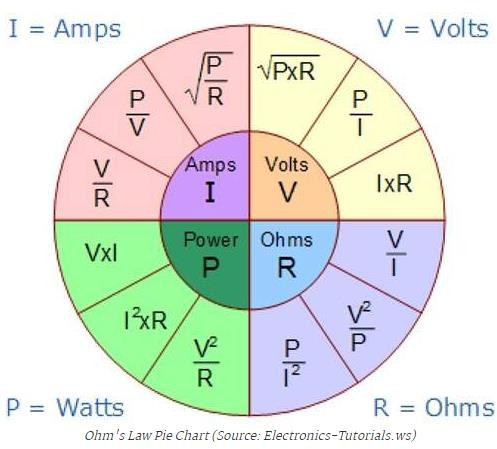 I = Amps
V = Volts
√P/R
√PxR
P/V
P/I
V/R
IxR
Amps
I
Volts
V
Power
P
Ohms
R
VxI
V/I
I²xR
V²/P
V²/R
P/I²
P = Watts
R = Ohms
Ohm's Law Pie Chart (Source: Electronics-Tutorials.ws)